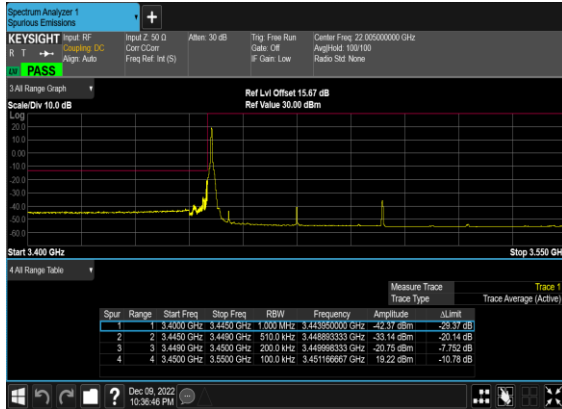 Spectrum Analyzer 1
Spurious Emissions
+
KEYSIGHT Input: RF Input Z: 50 Ω Atten: 30 dB Trig: Free Run Center Freq: 22.005000000 GHz
R T Coupling: DC Corr CCorr Gate: Off Avg|Hold: 100/100
Align: Auto Freq Ref: Int (S) IF Gain: Low Radio Std: None
PASS
3 All Range Graph Ref Lvl Offset 15.67 dB
Scale/Div 10.0 dB Ref Value 30.00 dBm
Log
20.0
10.0
0.00
-10.0
-20.0
-30.0
-40.0
-50.0
-60.0
Start 3.400 GHz Stop 3.550 GH
4 All Range Table
Measure Trace Trace 1
Trace Type Trace Average (Active)
Spur Range Start Freq Stop Freq RBW Frequency Amplitude ΔLimit
1 1 3.4000 GHz 3.4450 GHz 1.000 MHz 3.443950000 GHz -42.37 dBm -29.37 dB
2 2 3.4450 GHz 3.4490 GHz 510.0 kHz 3.448893333 GHz -33.14 dBm -20.14 dB
3 3 3.4490 GHz 3.4500 GHz 200.0 kHz 3.449998333 GHz -20.75 dBm -7.752 dB
4 4 3.4500 GHz 3.5500 GHz 100.0 kHz 3.451166667 GHz 19.22 dBm -10.78 dB
? Dec 09, 2022
10:36:46 PM